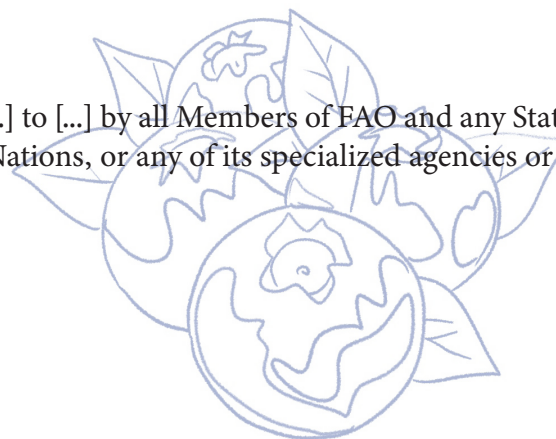 .] to [...] by all Members of FAO and any Stat
Nations, or any of its specialized agencies or